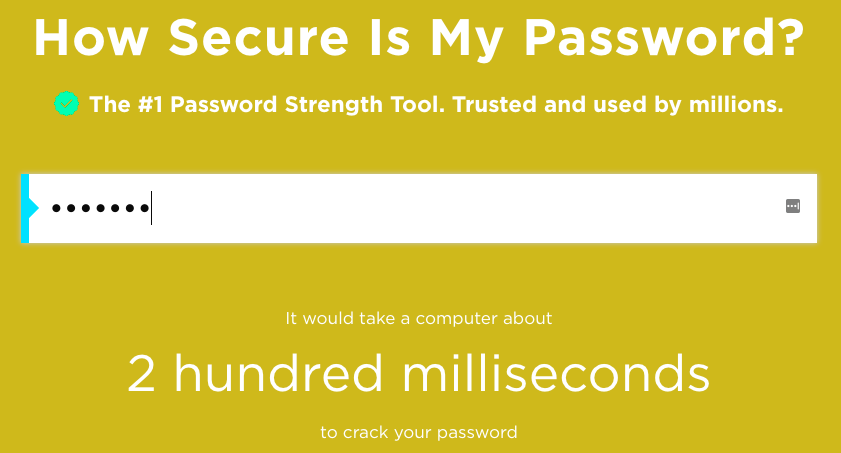 How Secure Is My Password?
The #1 Password Strength Tool. Trusted and used by millions.
•••••••
It would take a computer about
2 hundred milliseconds
to crack your password